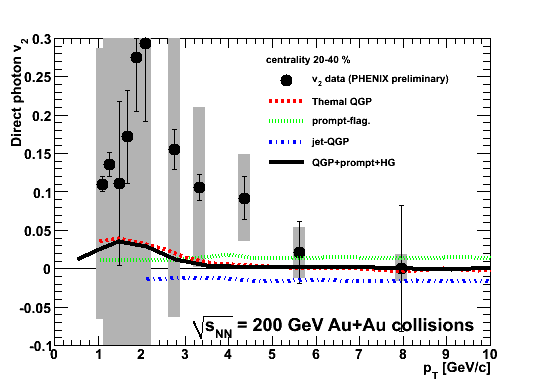 Direct photon v2
0.3
0.25
0.2
0.15
0.1
0.05
0
-0.05
-0.1
centrality 20-40 %
v2 data (PHENIX preliminary)
Themal QGP
prompt-flag.
jet-QGP
QGP+prompt+HG
√sNN = 200 GeV Au+Au collisions
0 1 2 3 4 5 6 7 8 9 10
pT [GeV/c]